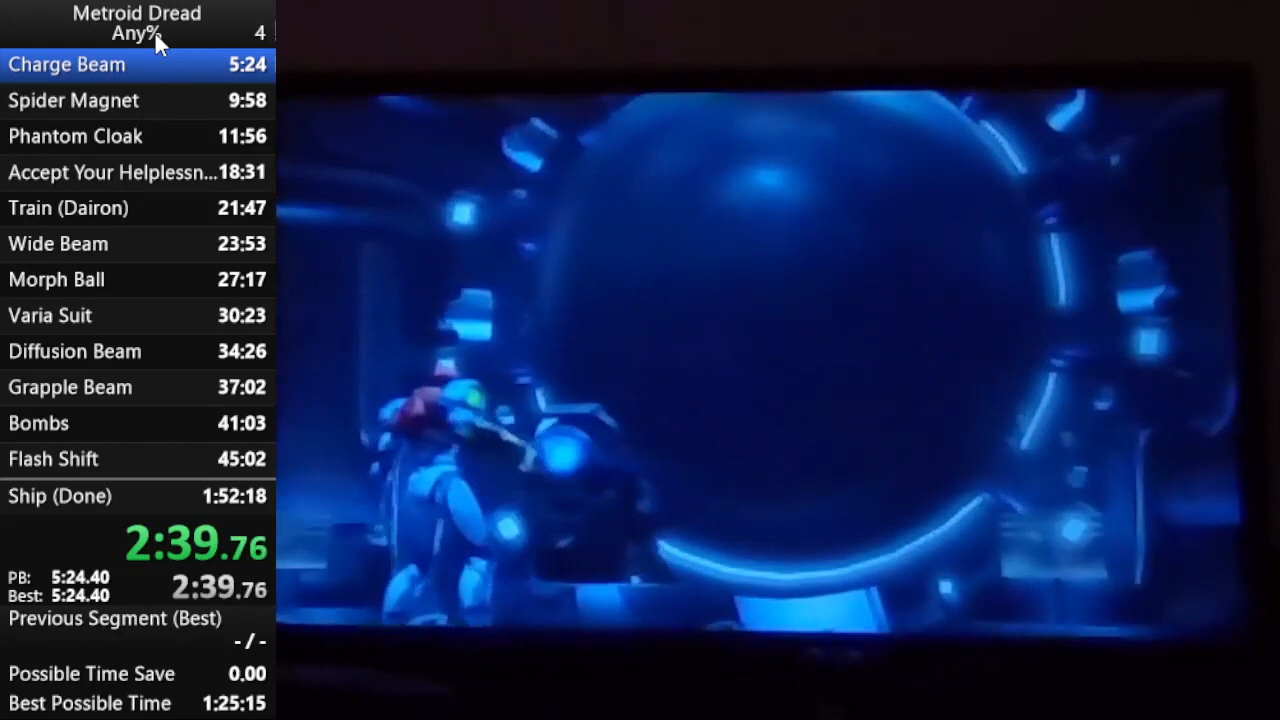 Metroid Dread
Any%
4
Charge Beam 5:24
Spider Magnet 9:58
Phantom Cloak 11:56
Accept Your Helplessn... 18:31
Train (Dairon) 21:47
Wide Beam 23:53
Morph Ball 27:17
Varia Suit 30:23
Diffusion Beam 34:26
Grapple Beam 37:02
Bombs 41:03
Flash Shift 45:02
Ship (Done) 1:52:18
2:39.76
PB: 5:24.40
Best: 5:24.40
2:39.76
Previous Segment (Best)
- / -
Possible Time Save 0.00
Best Possible Time 1:25:15